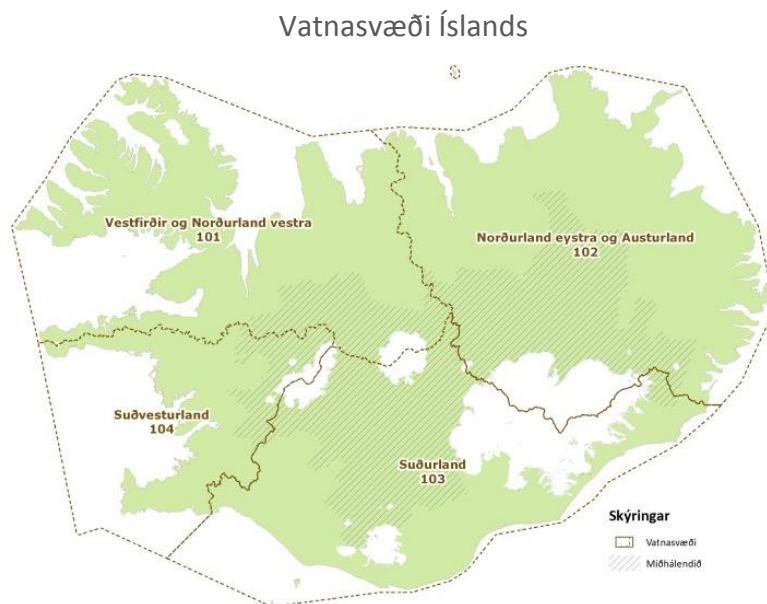 Vatnasvæði Íslands
Vestfirðir og Norðurland vestra
101
Norðurland eystra og Austurland
102
Suðvesturland
104
Suðurland
103
Skýringar
Vatnasvæði
Miðhálendið